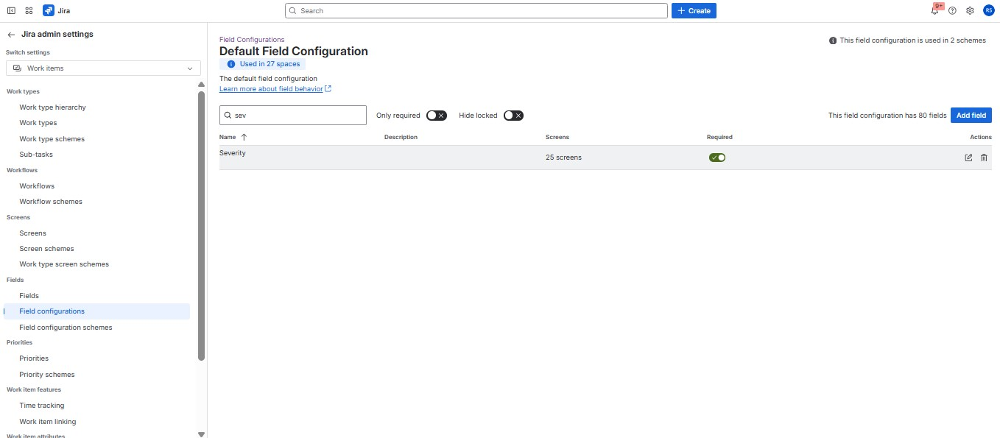 Jira
Search
Create
9+
RS
Jira admin settings
Switch settings
Work items
Work types
Work type hierarchy
Work types
Work type schemes
Sub-tasks
Workflows
Workflows
Workflow schemes
Screens
Screens
Screen schemes
Work type screen schemes
Fields
Fields
Field configurations
Field configuration schemes
Priorities
Priorities
Priority schemes
Work item features
Time tracking
Work item linking
Work item attributes
Field Configurations
Default Field Configuration
This field configuration is used in 2 schemes
Used in 27 spaces
The default field configuration
Learn more about field behavior
sev
Only required
Hide locked
This field configuration has 80 fields
Add field
Name Description Screens Required Actions
Severity
25 screens